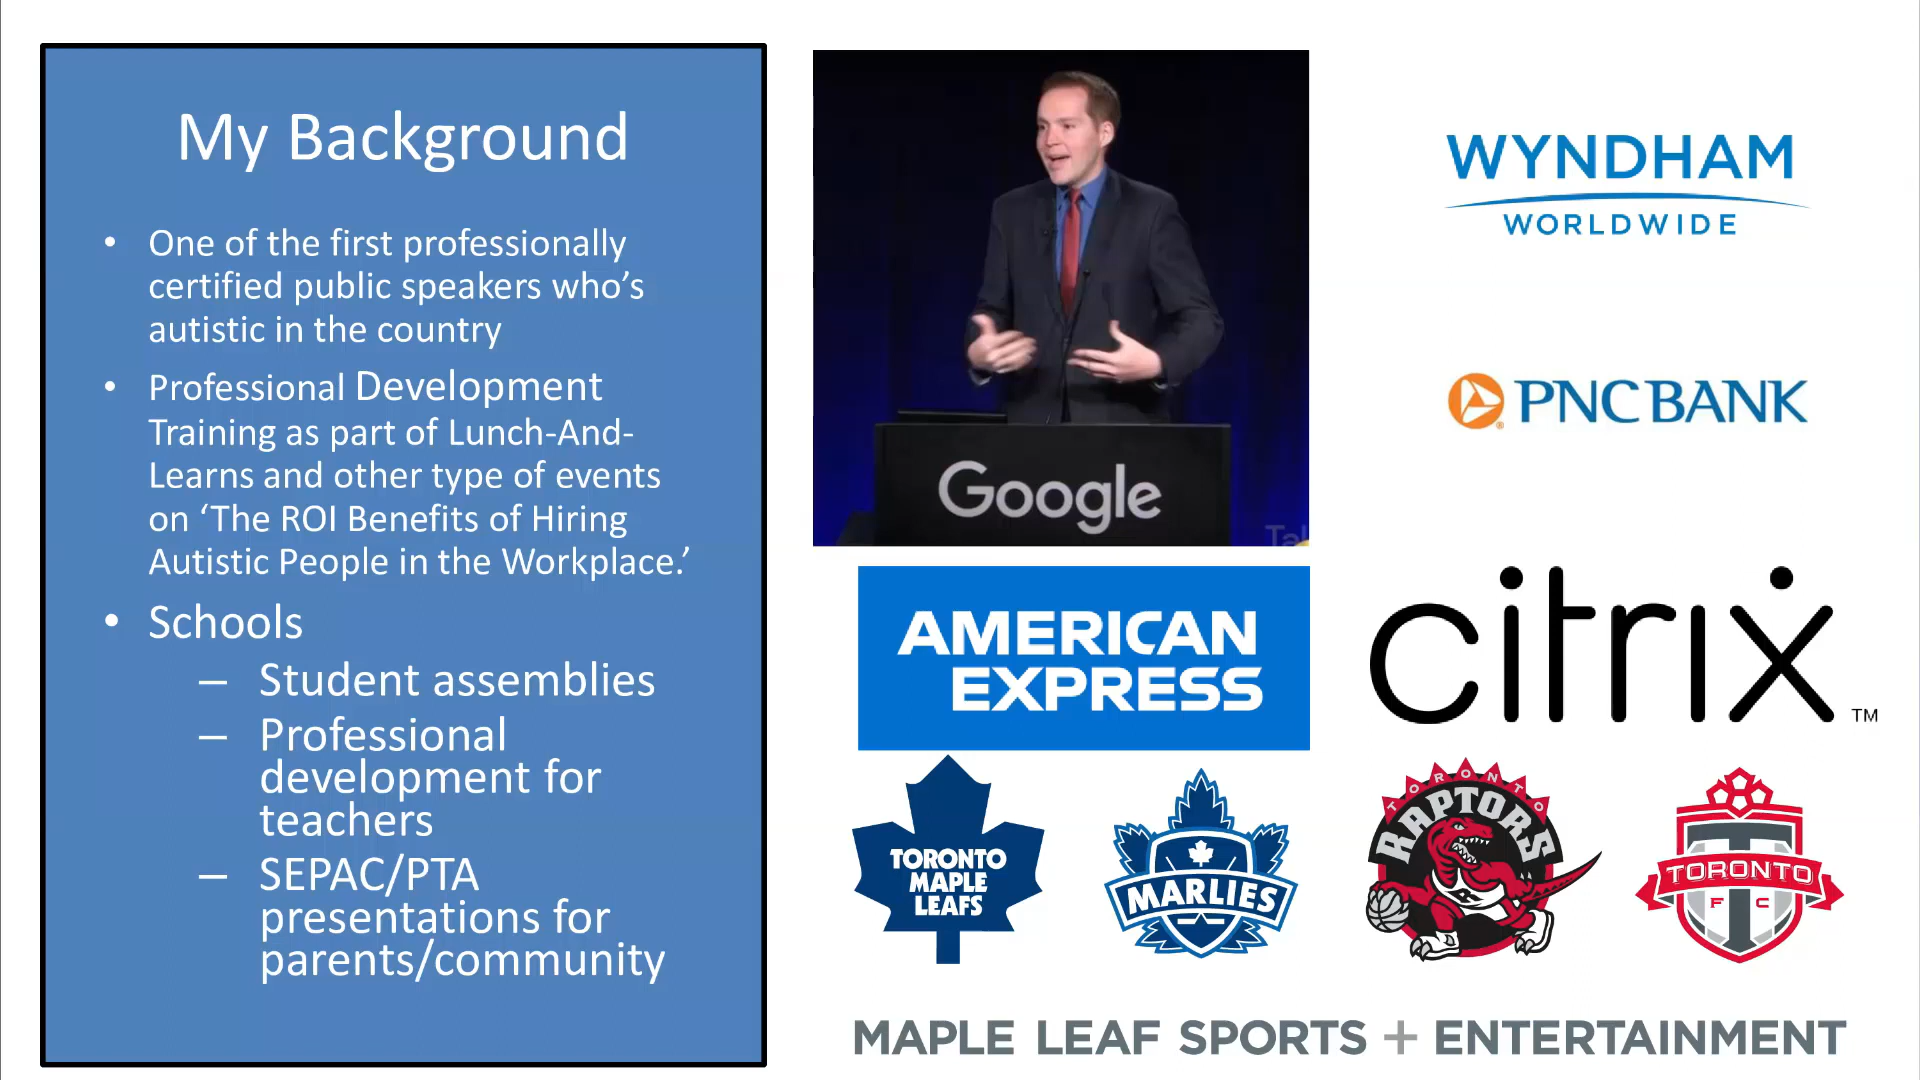 My Background
• One of the first professionally
certified public speakers who’s
autistic in the country
• Professional Development
Training as part of Lunch-And-
Learns and other type of events
on ‘The ROI Benefits of Hiring
Autistic People in the Workplace.’
• Schools
– Student assemblies
– Professional
development for
teachers
– SEPAC/PTA
presentations for
parents/community
Google
WYNDHAM
WORLDWIDE
PNC BANK
AMERICAN
EXPRESS
citrix™
TORONTO
MAPLE
LEAFS
MARLIES
TORONTO
RAPTORS
TORONTO
F C
MAPLE LEAF SPORTS + ENTERTAINMENT